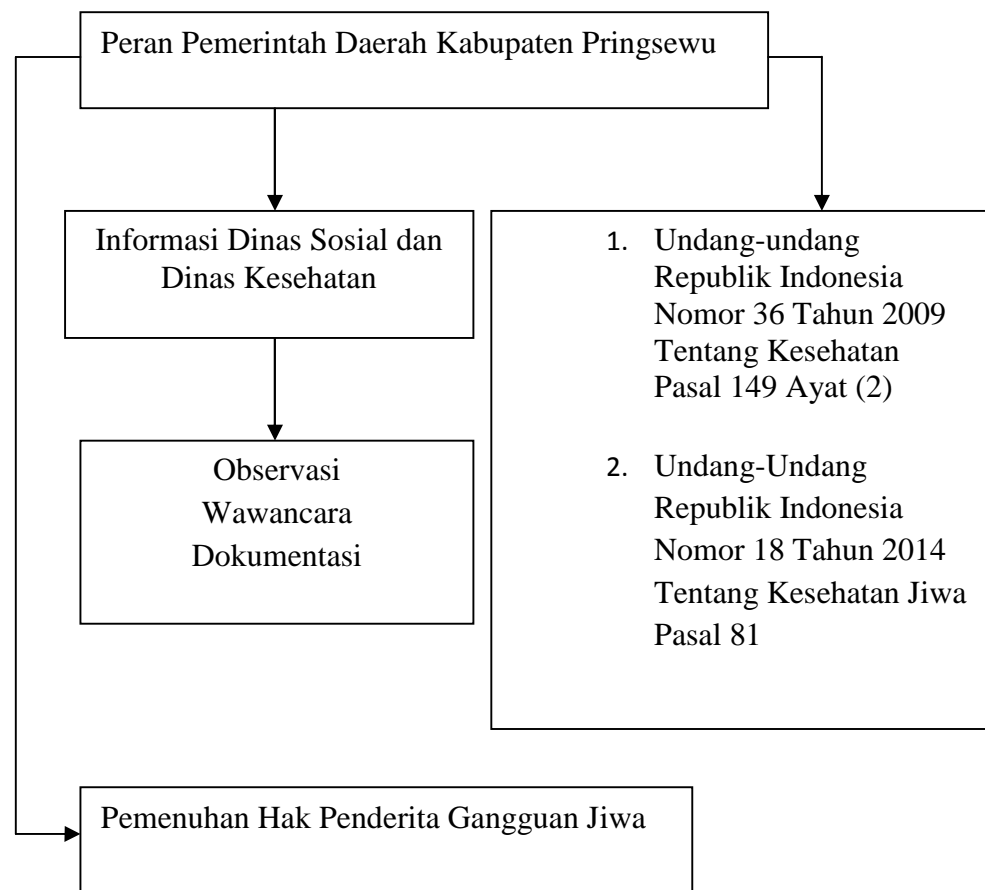 Peran Pemerintah Daerah Kabupaten Pringsewu
Informasi Dinas Sosial dan
Dinas Kesehatan
Observasi
Wawancara
Dokumentasi
1. Undang-undang
Republik Indonesia
Nomor 36 Tahun 2009
Tentang Kesehatan
Pasal 149 Ayat (2)
2. Undang-Undang
Republik Indonesia
Nomor 18 Tahun 2014
Tentang Kesehatan Jiwa
Pasal 81
Pemenuhan Hak Penderita Gangguan Jiwa